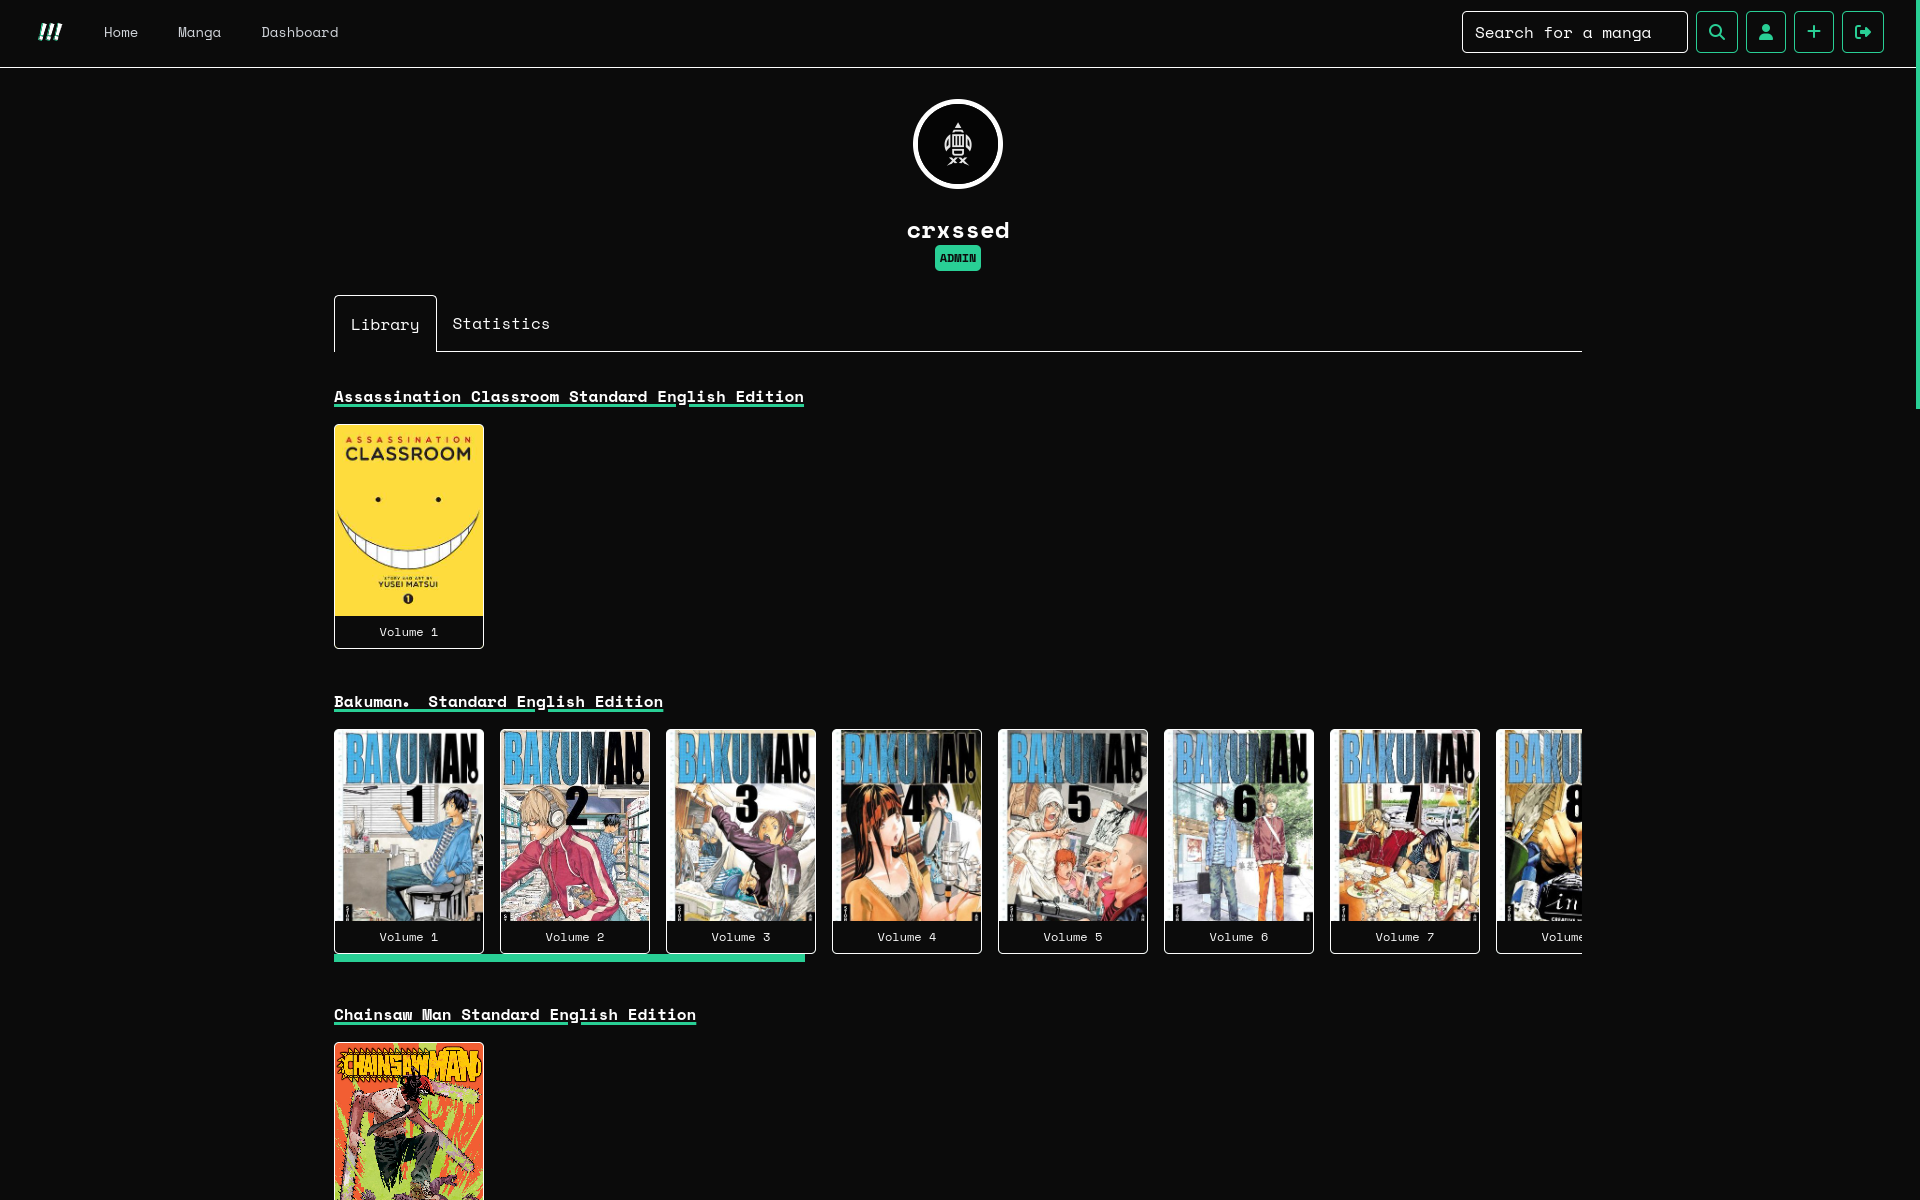 !!!
Home
Manga
Dashboard
Search for a manga
crxssed
ADMIN
Library
Statistics
Assassination Classroom Standard English Edition
ASSASSINATION
CLASSROOM
STORY AND ART BY
YUSEI MATSUI
1
Volume 1
Bakuman. Standard English Edition
BAKUMAN.
1
Volume 1
BAKUMAN.
2
Volume 2
BAKUMAN.
3
Volume 3
BAKUMAN.
4
Volume 4
BAKUMAN.
5
Volume 5
BAKUMAN.
6
Volume 6
BAKUMAN.
7
Volume 7
BAKU
8
in
Volume
Chainsaw Man Standard English Edition
CHAINSAW MAN